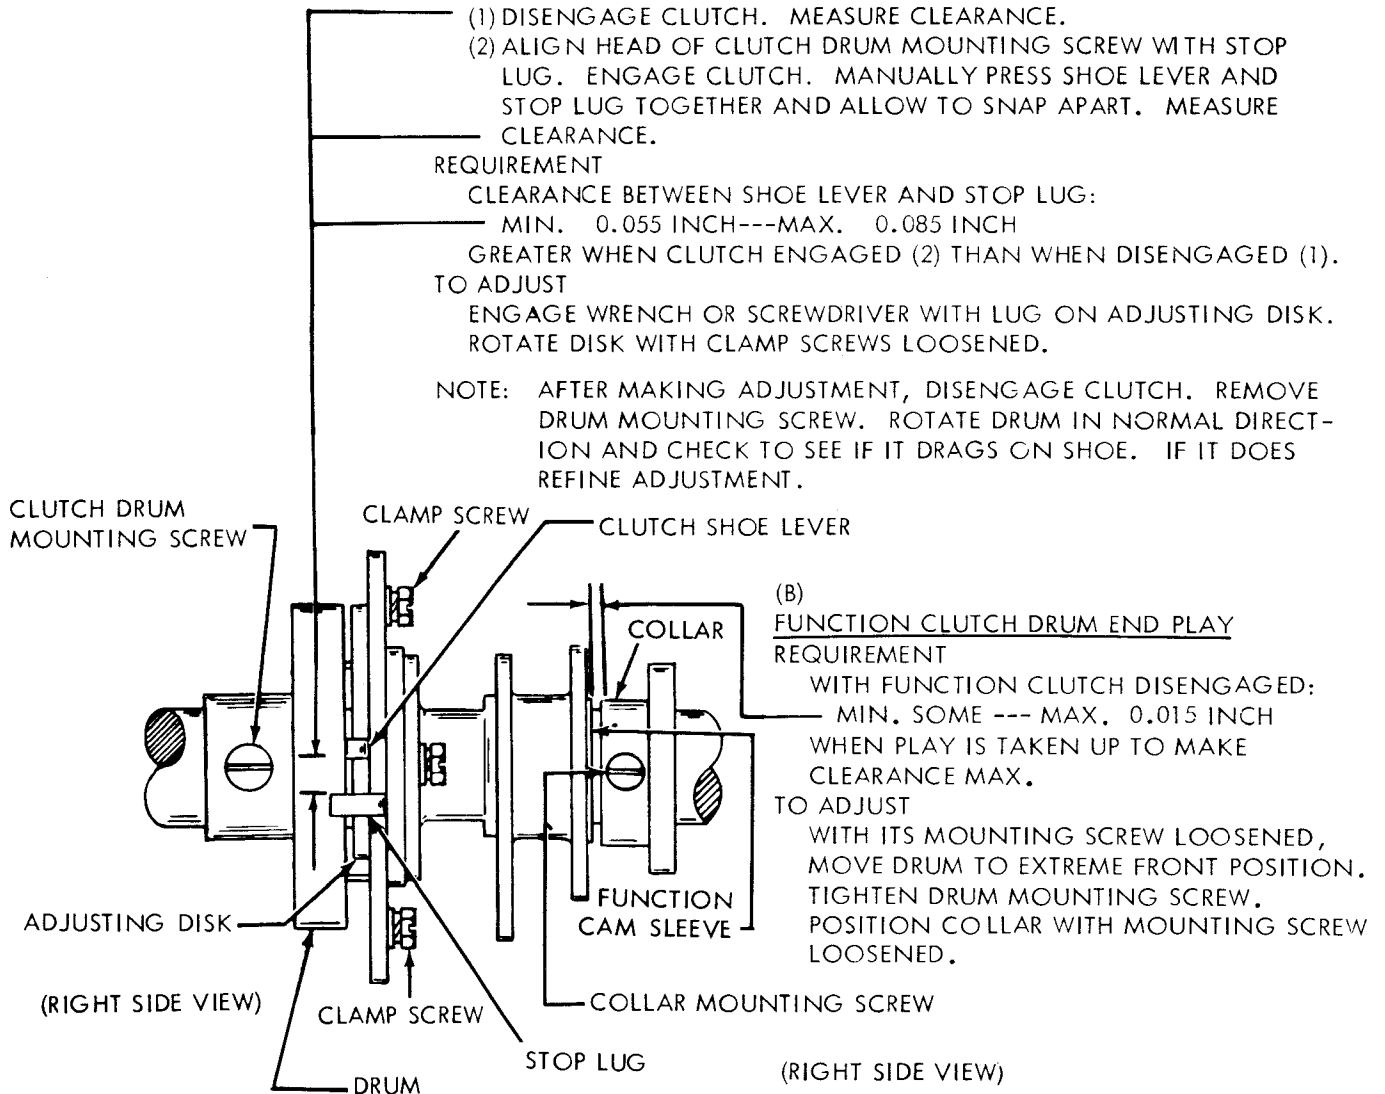 (1) DISENGAGE CLUTCH. MEASURE CLEARANCE.
(2) ALIGN HEAD OF CLUTCH DRUM MOUNTING SCREW WITH STOP
LUG. ENGAGE CLUTCH. MANUALLY PRESS SHOE LEVER AND
STOP LUG TOGETHER AND ALLOW TO SNAP APART. MEASURE
CLEARANCE.
REQUIREMENT
CLEARANCE BETWEEN SHOE LEVER AND STOP LUG:
MIN. 0.055 INCH---MAX. 0.085 INCH
GREATER WHEN CLUTCH ENGAGED (2) THAN WHEN DISENGAGED (1).
TO ADJUST
ENGAGE WRENCH OR SCREWDRIVER WITH LUG ON ADJUSTING DISK.
ROTATE DISK WITH CLAMP SCREWS LOOSENED.
NOTE: AFTER MAKING ADJUSTMENT, DISENGAGE CLUTCH. REMOVE
DRUM MOUNTING SCREW. ROTATE DRUM IN NORMAL DIRECT-
ION AND CHECK TO SEE IF IT DRAGS ON SHOE. IF IT DOES
REFINE ADJUSTMENT.
CLUTCH DRUM
MOUNTING SCREW
CLAMP SCREW
CLUTCH SHOE LEVER
COLLAR
(B)
FUNCTION CLUTCH DRUM END PLAY
REQUIREMENT
WITH FUNCTION CLUTCH DISENGAGED:
MIN. SOME --- MAX. 0.015 INCH
WHEN PLAY IS TAKEN UP TO MAKE
CLEARANCE MAX.
TO ADJUST
WITH ITS MOUNTING SCREW LOOSENED,
MOVE DRUM TO EXTREME FRONT POSITION.
TIGHTEN DRUM MOUNTING SCREW.
POSITION COLLAR WITH MOUNTING SCREW
LOOSENED.
FUNCTION
CAM SLEEVE
ADJUSTING DISK
(RIGHT SIDE VIEW)
CLAMP SCREW
COLLAR MOUNTING SCREW
STOP LUG
(RIGHT SIDE VIEW)
DRUM